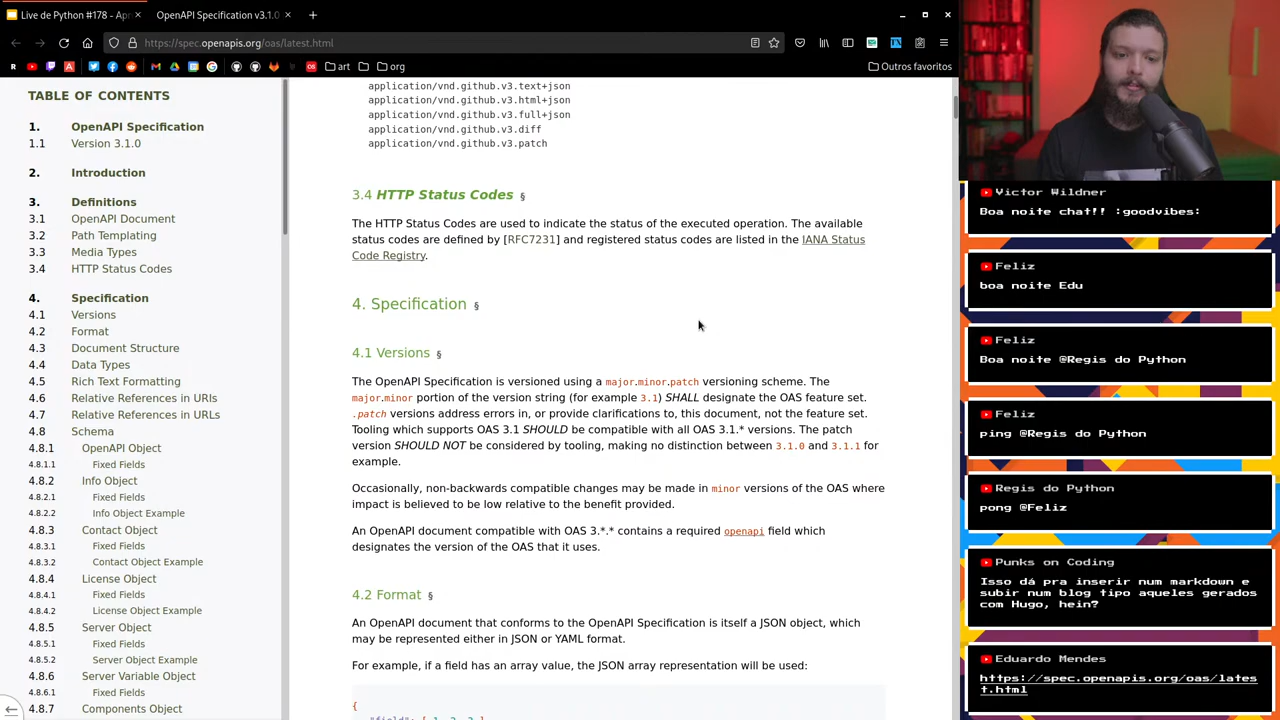 Live de Python #178 - Apr
OpenAPI Specification v3.1.0
https://spec.openapis.org/oas/latest.html
art
org
Outros favoritos
TABLE OF CONTENTS
1. OpenAPI Specification
1.1 Version 3.1.0
2. Introduction
3. Definitions
3.1 OpenAPI Document
3.2 Path Templating
3.3 Media Types
3.4 HTTP Status Codes
4. Specification
4.1 Versions
4.2 Format
4.3 Document Structure
4.4 Data Types
4.5 Rich Text Formatting
4.6 Relative References in URIs
4.7 Relative References in URLs
4.8 Schema
4.8.1 OpenAPI Object
4.8.1.1 Fixed Fields
4.8.2 Info Object
4.8.2.1 Fixed Fields
4.8.2.2 Info Object Example
4.8.3 Contact Object
4.8.3.1 Fixed Fields
4.8.3.2 Contact Object Example
4.8.4 License Object
4.8.4.1 Fixed Fields
4.8.4.2 License Object Example
4.8.5 Server Object
4.8.5.1 Fixed Fields
4.8.5.2 Server Object Example
4.8.6 Server Variable Object
4.8.6.1 Fixed Fields
4.8.7 Components Object
application/vnd.github.v3.text+json
application/vnd.github.v3.html+json
application/vnd.github.v3.full+json
application/vnd.github.v3.diff
application/vnd.github.v3.patch
3.4 HTTP Status Codes §
The HTTP Status Codes are used to indicate the status of the executed operation. The available
status codes are defined by [RFC7231] and registered status codes are listed in the IANA Status
Code Registry.
4. Specification §
4.1 Versions §
The OpenAPI Specification is versioned using a major.minor.patch versioning scheme. The
major.minor portion of the version string (for example 3.1) SHALL designate the OAS feature set.
.patch versions address errors in, or provide clarifications to, this document, not the feature set.
Tooling which supports OAS 3.1 SHOULD be compatible with all OAS 3.1.* versions. The patch
version SHOULD NOT be considered by tooling, making no distinction between 3.1.0 and 3.1.1 for
example.
Occasionally, non-backwards compatible changes may be made in minor versions of the OAS where
impact is believed to be low relative to the benefit provided.
An OpenAPI document compatible with OAS 3.*.* contains a required openapi field which
designates the version of the OAS that it uses.
4.2 Format §
An OpenAPI document that conforms to the OpenAPI Specification is itself a JSON object, which
may be represented either in JSON or YAML format.
For example, if a field has an array value, the JSON array representation will be used:
{
"field": [ 1, 2, 3 ]
Victor Wildner
Boa noite chat!! :goodvibes:
Feliz
boa noite Edu
Feliz
Boa noite @Regis do Python
Feliz
ping @Regis do Python
Regis do Python
pong @Feliz
Punks on Coding
Isso dá pra inserir num markdown e
subir num blog tipo aqueles gerados
com Hugo, hein?
Eduardo Mendes
https://spec.openapis.org/oas/lates
t.html